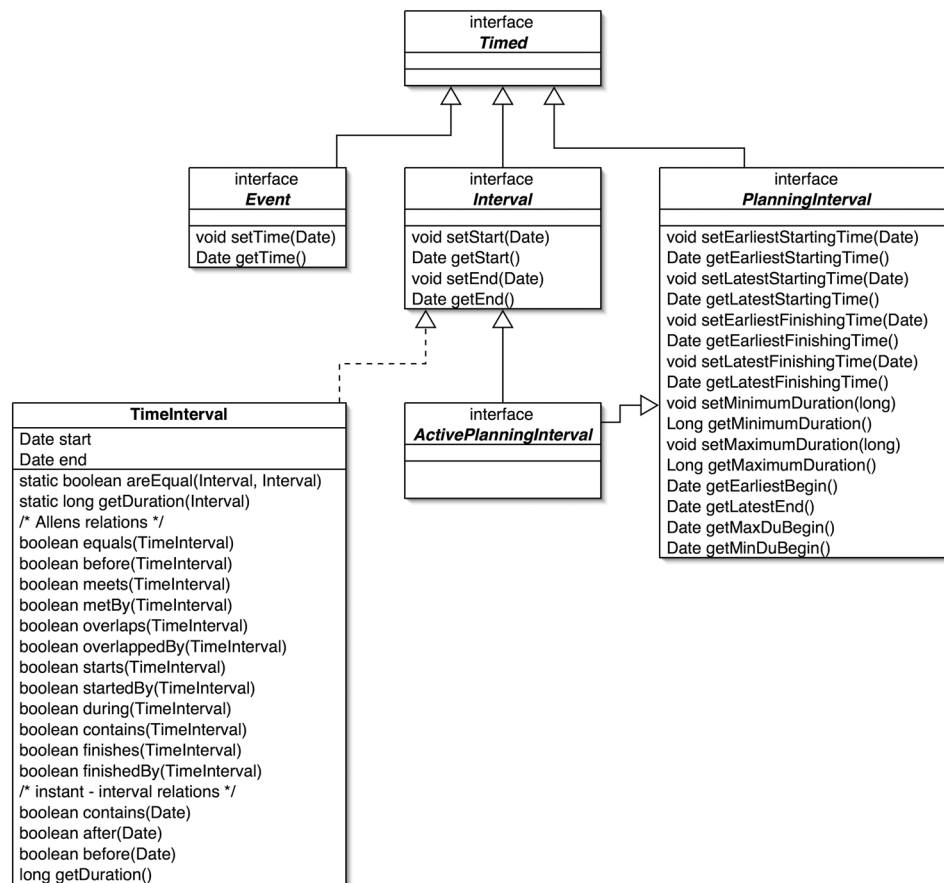 interface
Timed
interface
Event
void setTime(Date)
Date getTime()
interface
Interval
void setStart(Date)
Date getStart()
void setEnd(Date)
Date getEnd()
interface
PlanningInterval
void setEarliestStartingTime(Date)
Date getEarliestStartingTime()
void setLatestStartingTime(Date)
Date getLatestStartingTime()
void setEarliestFinishingTime(Date)
Date getEarliestFinishingTime()
void setLatestFinishingTime(Date)
Date getLatestFinishingTime()
void setMinimumDuration(long)
Long getMinimumDuration()
void setMaximumDuration(long)
Long getMaximumDuration()
Date getEarliestBegin()
Date getLatestEnd()
Date getMaxDuBegin()
Date getMinDuBegin()
TimeInterval
Date start
Date end
static boolean areEqual(Interval, Interval)
static long getDuration(Interval)
/* Allens relations */
boolean equals(TimeInterval)
boolean before(TimeInterval)
boolean meets(TimeInterval)
boolean metBy(TimeInterval)
boolean overlaps(TimeInterval)
boolean overlappedBy(TimeInterval)
boolean starts(TimeInterval)
boolean startedBy(TimeInterval)
boolean during(TimeInterval)
boolean contains(TimeInterval)
boolean finishes(TimeInterval)
boolean finishedBy(TimeInterval)
/* instant - interval relations */
boolean contains(Date)
boolean after(Date)
boolean before(Date)
long getDuration()
interface
ActivePlanningInterval